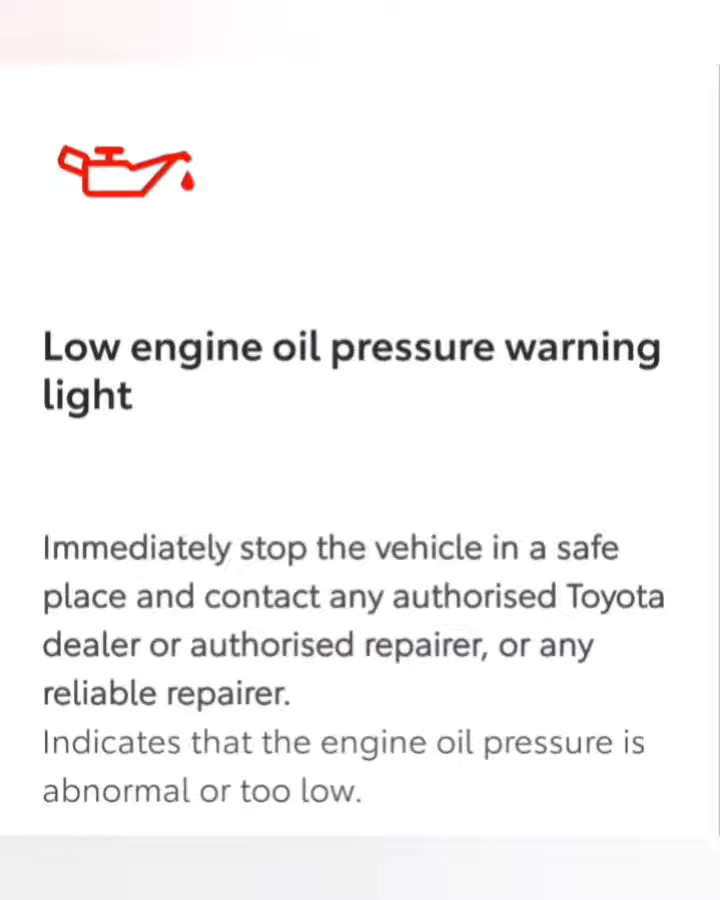 Low engine oil pressure warning
light
Immediately stop the vehicle in a safe
place and contact any authorised Toyota
dealer or authorised repairer, or any
reliable repairer.
Indicates that the engine oil pressure is
abnormal or too low.